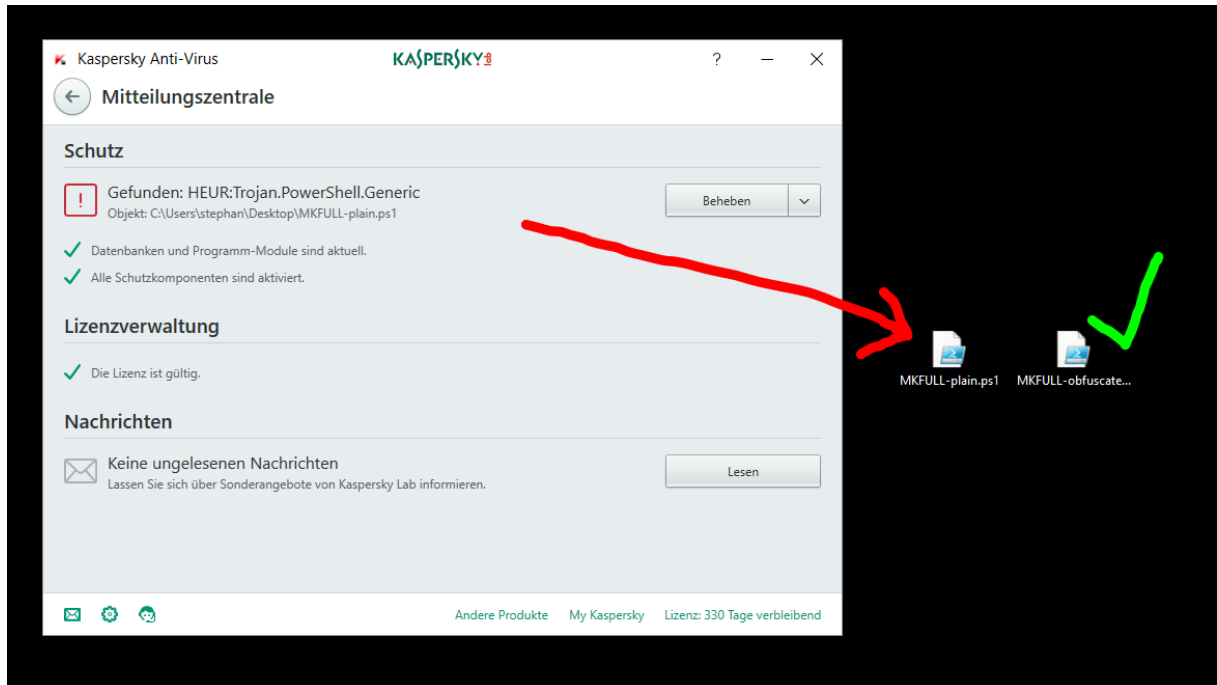 Kaspersky Anti-Virus
KASPERSKY lab
?
Mitteilungszentrale
Schutz
!
Gefunden: HEUR:Trojan.PowerShell.Generic
Objekt: C:\Users\stephan\Desktop\MKFULL-plain.ps1
Beheben
Datenbanken und Programm-Module sind aktuell.
Alle Schutzkomponenten sind aktiviert.
Lizenzverwaltung
Die Lizenz ist gültig.
Nachrichten
Keine ungelesenen Nachrichten
Lassen Sie sich über Sonderangebote von Kaspersky Lab informieren.
Lesen
Andere Produkte My Kaspersky Lizenz: 330 Tage verbleibend
MKFULL-plain.ps1 MKFULL-obfuscate...